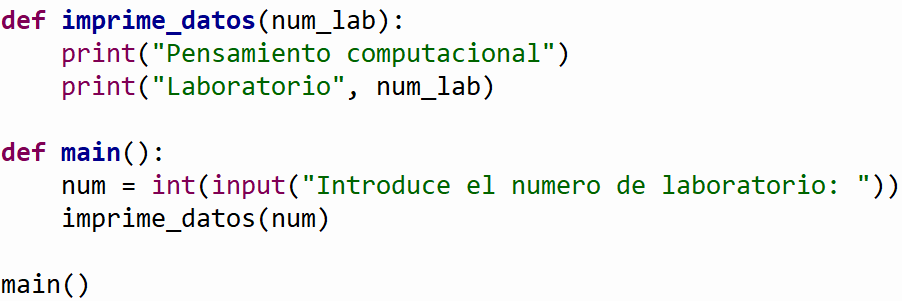 def imprime_datos(num_lab):
    print("Pensamiento computacional")
    print("Laboratorio", num_lab)

def main():
    num = int(input("Introduce el numero de laboratorio: "))
    imprime_datos(num)

main()